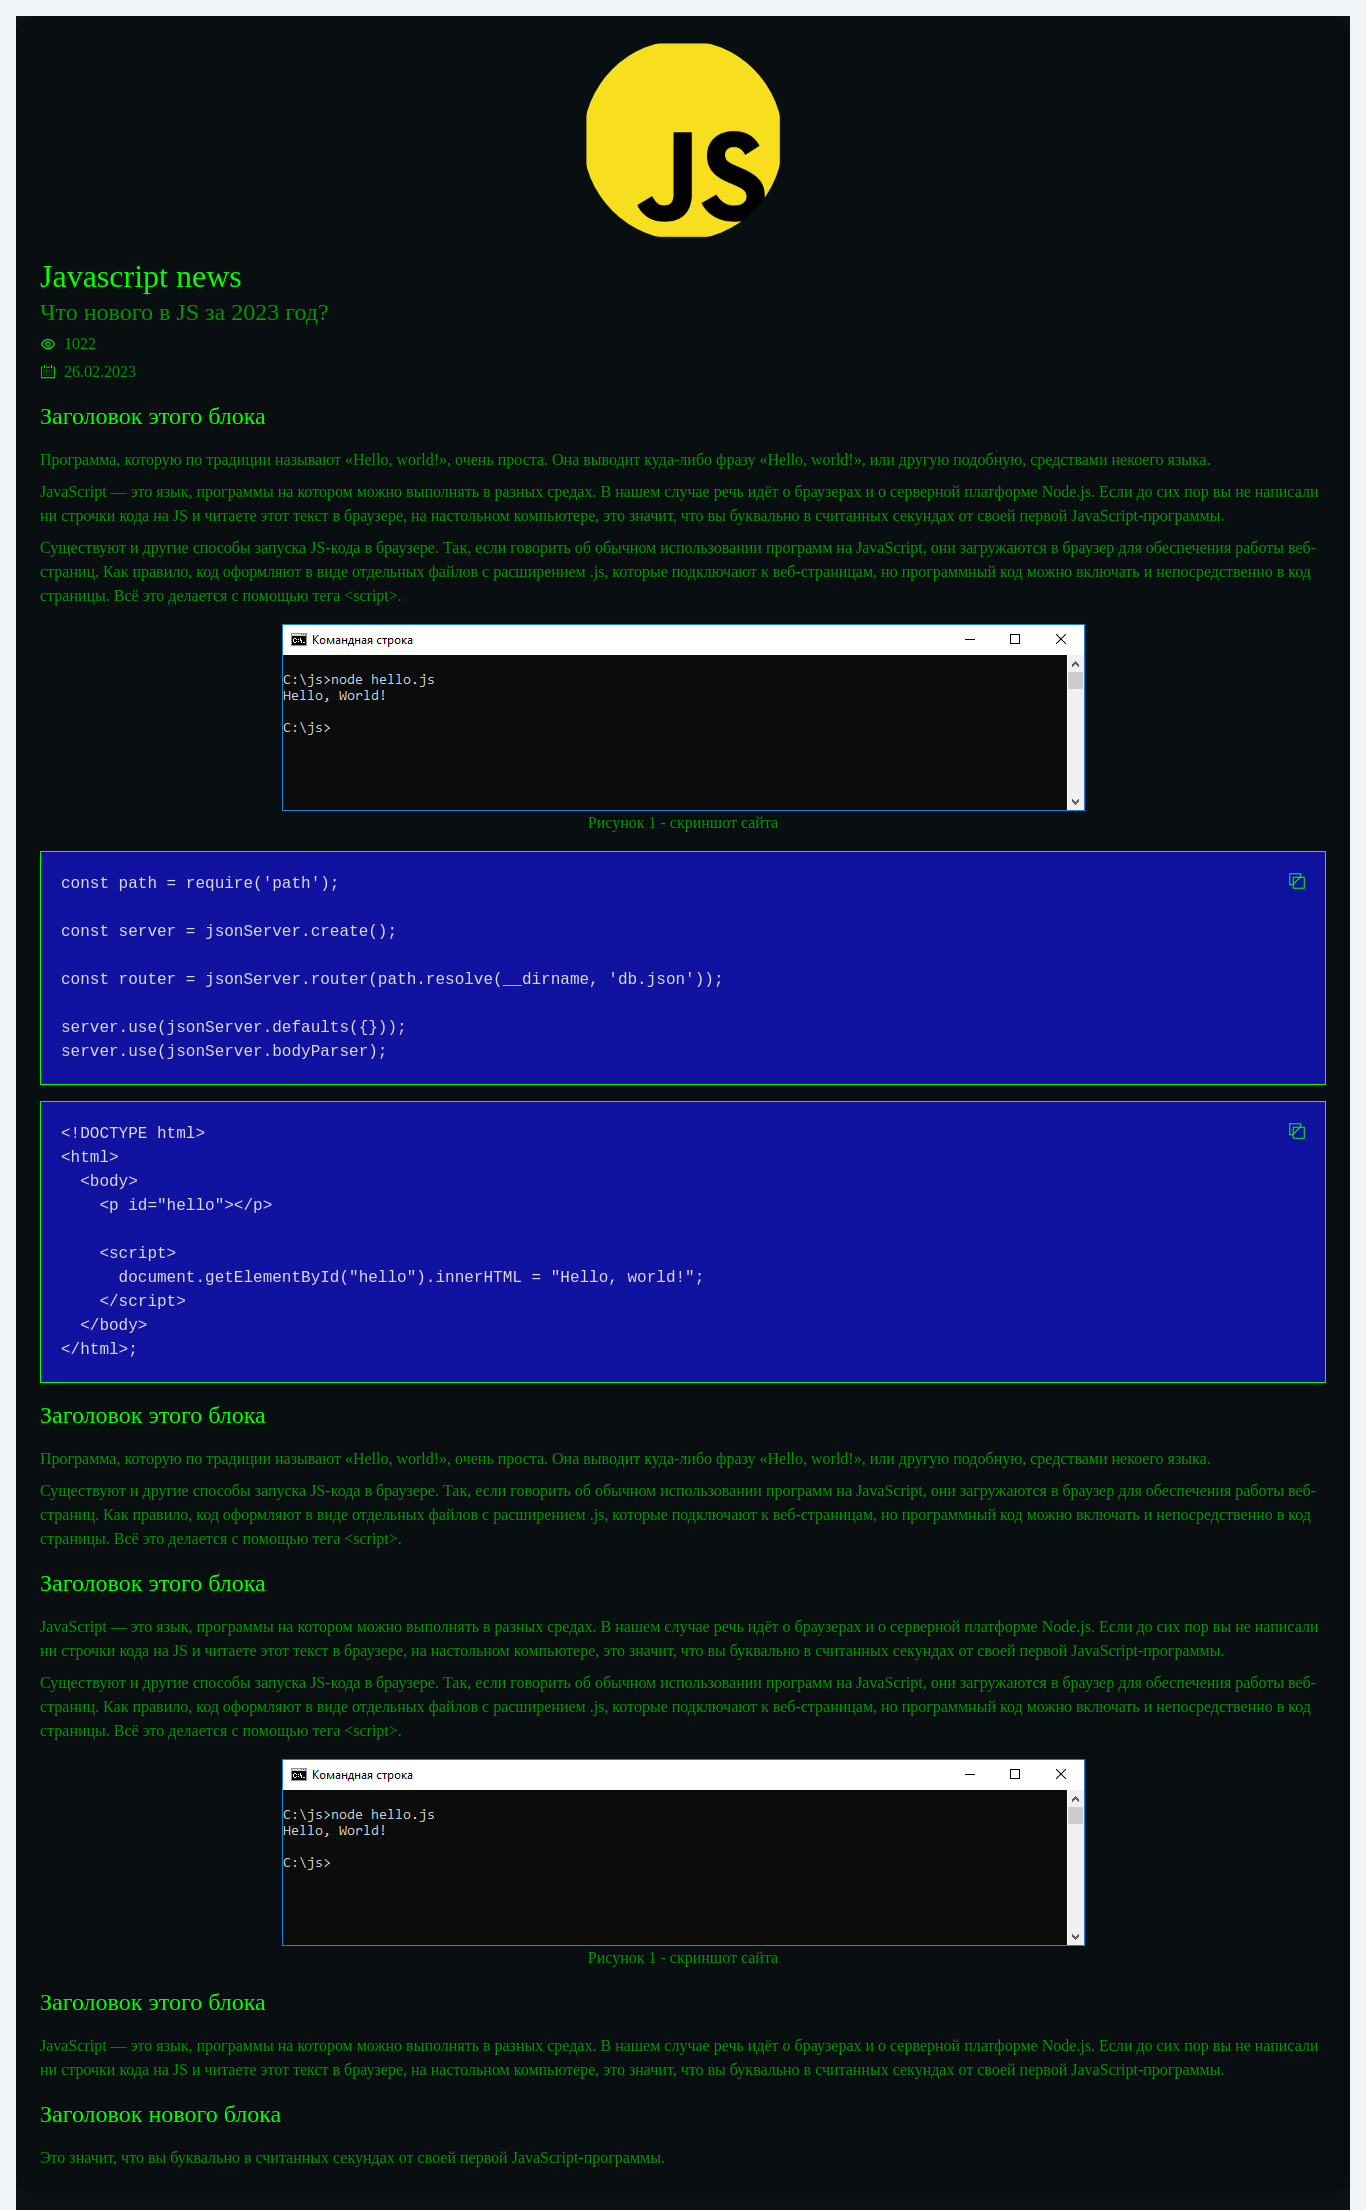 JS
Javascript news
Что нового в JS за 2023 год?
1022
26.02.2023
Заголовок этого блока
Программа, которую по традиции называют «Hello, world!», очень проста. Она выводит куда-либо фразу «Hello, world!», или другую подобную, средствами некоего языка.
JavaScript — это язык, программы на котором можно выполнять в разных средах. В нашем случае речь идёт о браузерах и о серверной платформе Node.js. Если до сих пор вы не написали
ни строчки кода на JS и читаете этот текст в браузере, на настольном компьютере, это значит, что вы буквально в считанных секундах от своей первой JavaScript-программы.
Существуют и другие способы запуска JS-кода в браузере. Так, если говорить об обычном использовании программ на JavaScript, они загружаются в браузер для обеспечения работы веб-
страниц. Как правило, код оформляют в виде отдельных файлов с расширением .js, которые подключают к веб-страницам, но программный код можно включать и непосредственно в код
страницы. Всё это делается с помощью тега <script>.
Командная строка
C:\js>node hello.js
Hello, World!
C:\js>
Рисунок 1 - скриншот сайта
const path = require('path');
const server = jsonServer.create();
const router = jsonServer.router(path.resolve(__dirname, 'db.json'));
server.use(jsonServer.defaults({}));
server.use(jsonServer.bodyParser);
<!DOCTYPE html>
<html>
  <body>
    <p id="hello"></p>
    <script>
      document.getElementById("hello").innerHTML = "Hello, world!";
    </script>
  </body>
</html>;
Заголовок этого блока
Программа, которую по традиции называют «Hello, world!», очень проста. Она выводит куда-либо фразу «Hello, world!», или другую подобную, средствами некоего языка.
Существуют и другие способы запуска JS-кода в браузере. Так, если говорить об обычном использовании программ на JavaScript, они загружаются в браузер для обеспечения работы веб-
страниц. Как правило, код оформляют в виде отдельных файлов с расширением .js, которые подключают к веб-страницам, но программный код можно включать и непосредственно в код
страницы. Всё это делается с помощью тега <script>.
Заголовок этого блока
JavaScript — это язык, программы на котором можно выполнять в разных средах. В нашем случае речь идёт о браузерах и о серверной платформе Node.js. Если до сих пор вы не написали
ни строчки кода на JS и читаете этот текст в браузере, на настольном компьютере, это значит, что вы буквально в считанных секундах от своей первой JavaScript-программы.
Существуют и другие способы запуска JS-кода в браузере. Так, если говорить об обычном использовании программ на JavaScript, они загружаются в браузер для обеспечения работы веб-
страниц. Как правило, код оформляют в виде отдельных файлов с расширением .js, которые подключают к веб-страницам, но программный код можно включать и непосредственно в код
страницы. Всё это делается с помощью тега <script>.
Командная строка
C:\js>node hello.js
Hello, World!
C:\js>
Рисунок 1 - скриншот сайта
Заголовок этого блока
JavaScript — это язык, программы на котором можно выполнять в разных средах. В нашем случае речь идёт о браузерах и о серверной платформе Node.js. Если до сих пор вы не написали
ни строчки кода на JS и читаете этот текст в браузере, на настольном компьютере, это значит, что вы буквально в считанных секундах от своей первой JavaScript-программы.
Заголовок нового блока
Это значит, что вы буквально в считанных секундах от своей первой JavaScript-программы.